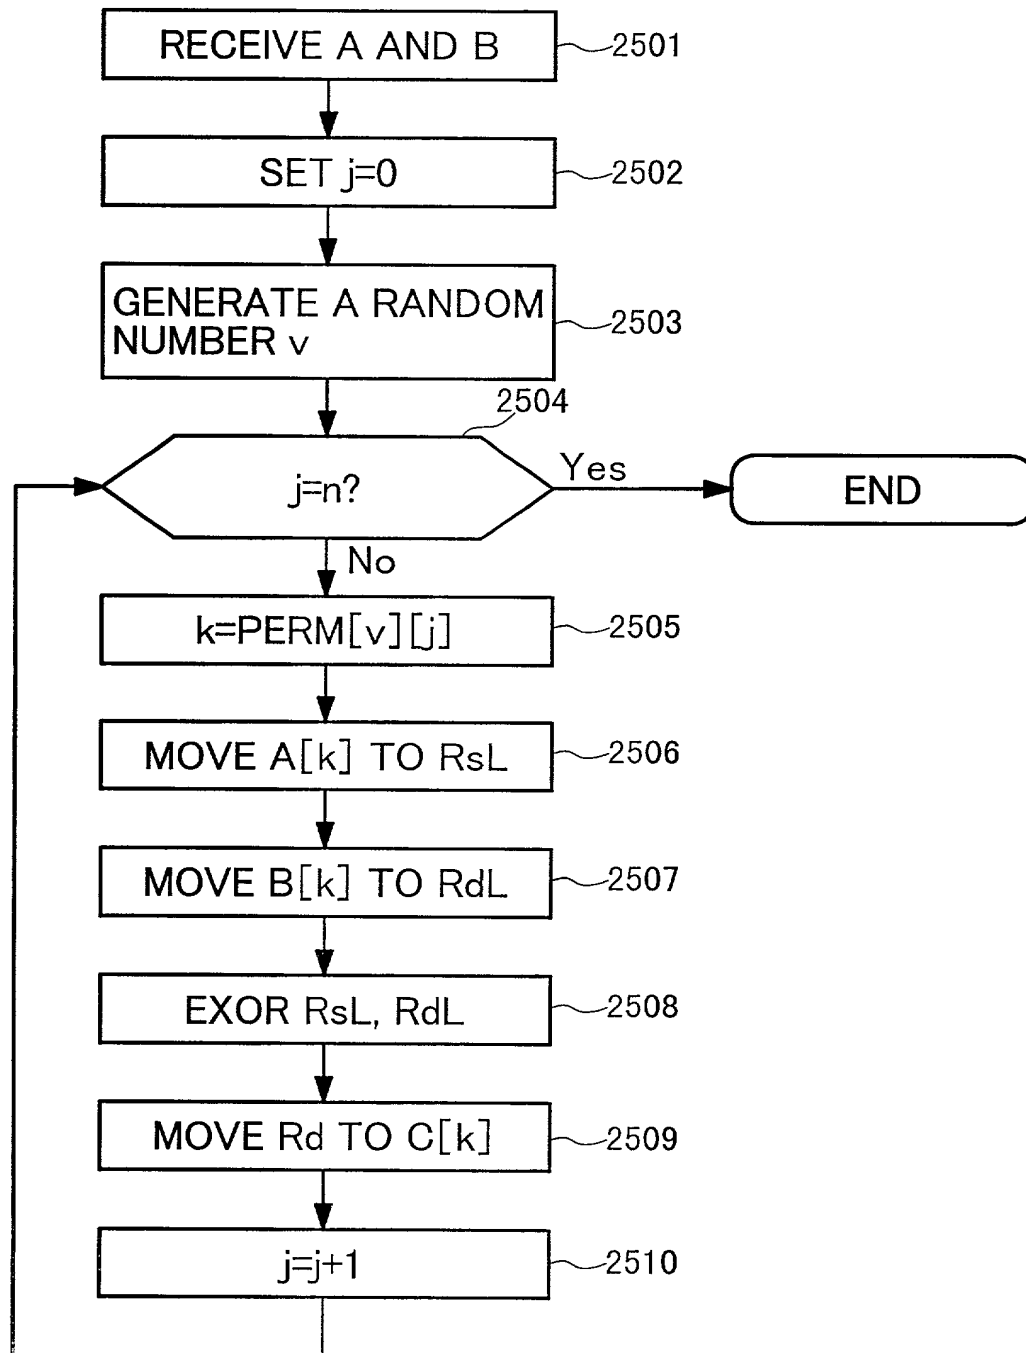 RECEIVE A AND B
2501
SET j=0
2502
GENERATE A RANDOM
NUMBER v
2503
2504
j=n?
Yes
END
No
k=PERM[v][j]
2505
MOVE A[k] TO RsL
2506
MOVE B[k] TO RdL
2507
EXOR RsL, RdL
2508
MOVE Rd TO C[k]
2509
j=j+1
2510